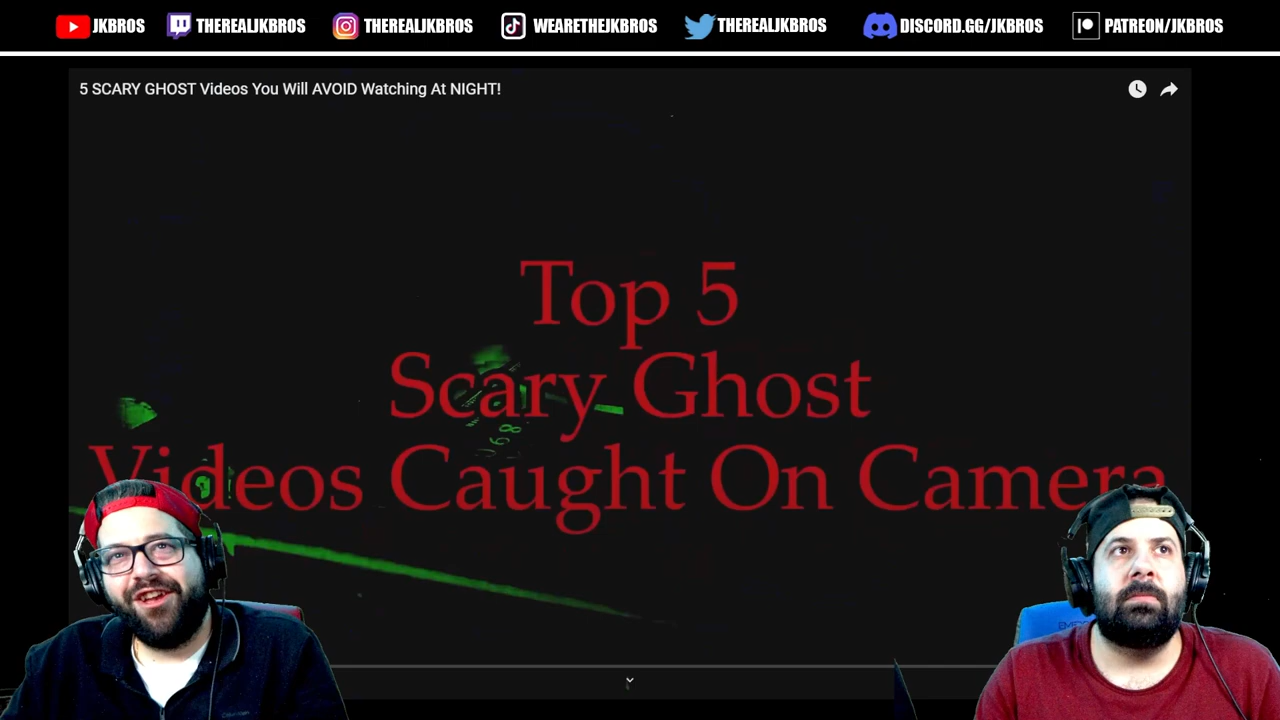 JKBROS THEREALJKBROS THEREALJKBROS WEARETHEJKBROS THEREALJKBROS DISCORD.GG/JKBROS PATREON/JKBROS
5 SCARY GHOST Videos You Will AVOID Watching At NIGHT!
Top 5
Scary Ghost
Videos Caught On Camera